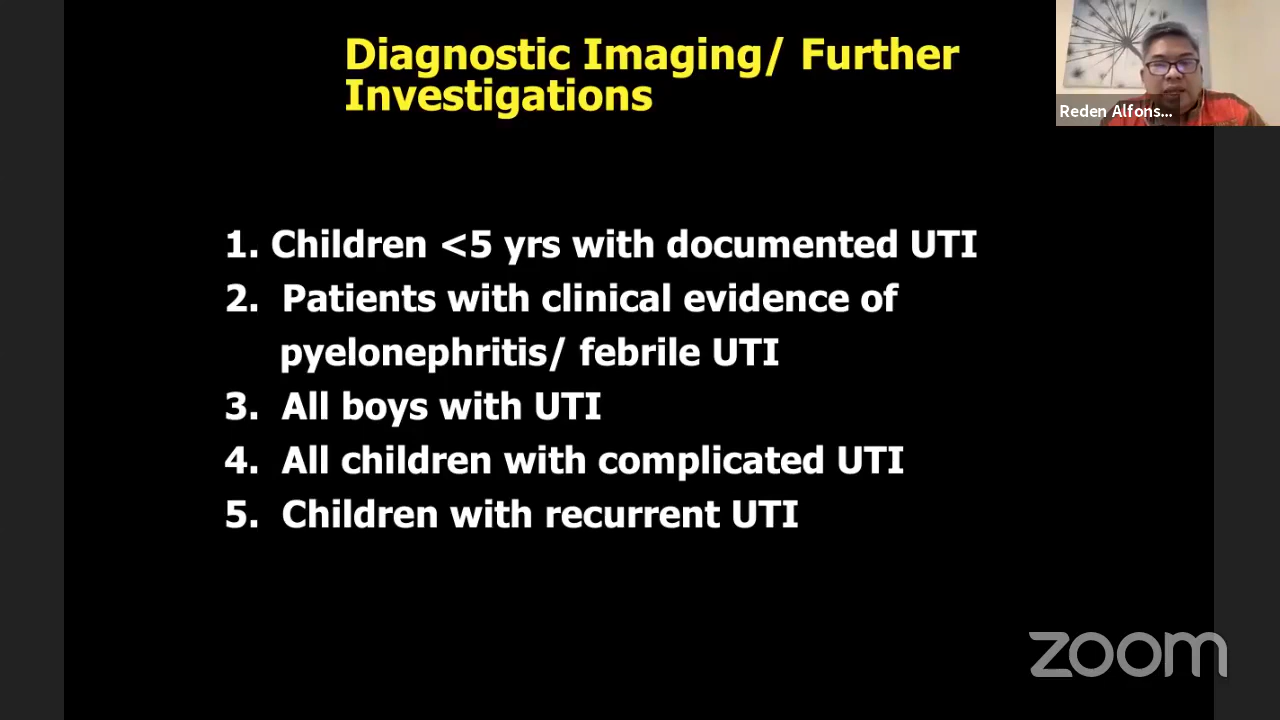 Diagnostic Imaging/ Further
Investigations
Reden Alfons...
1. Children <5 yrs with documented UTI
2. Patients with clinical evidence of
pyelonephritis/ febrile UTI
3. All boys with UTI
4. All children with complicated UTI
5. Children with recurrent UTI
zoom